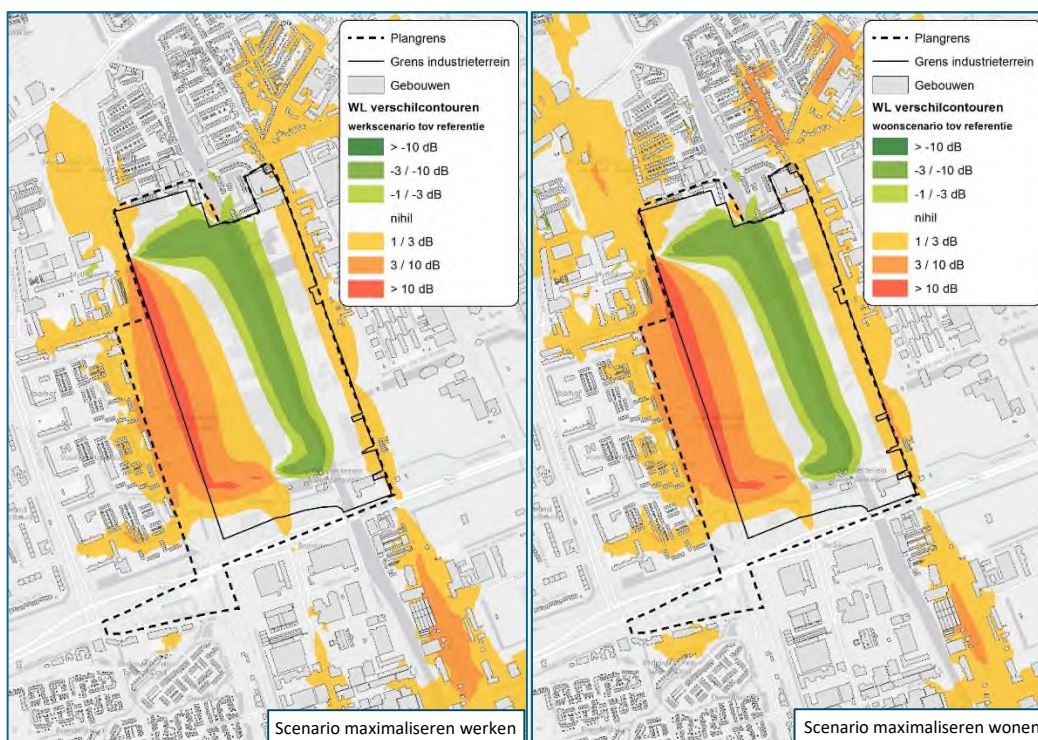 Plangrens
Grens industrieterrein
Gebouwen
WL verschilcontouren
werkscenario tov referentie
> -10 dB
-3 / -10 dB
-1 / -3 dB
nihil
1 / 3 dB
3 / 10 dB
> 10 dB
Scenario maximaliseren werken
Plangrens
Grens industrieterrein
Gebouwen
WL verschilcontouren
woonscenario tov referentie
> -10 dB
-3 / -10 dB
-1 / -3 dB
nihil
1 / 3 dB
3 / 10 dB
> 10 dB
Scenario maximaliseren wonen